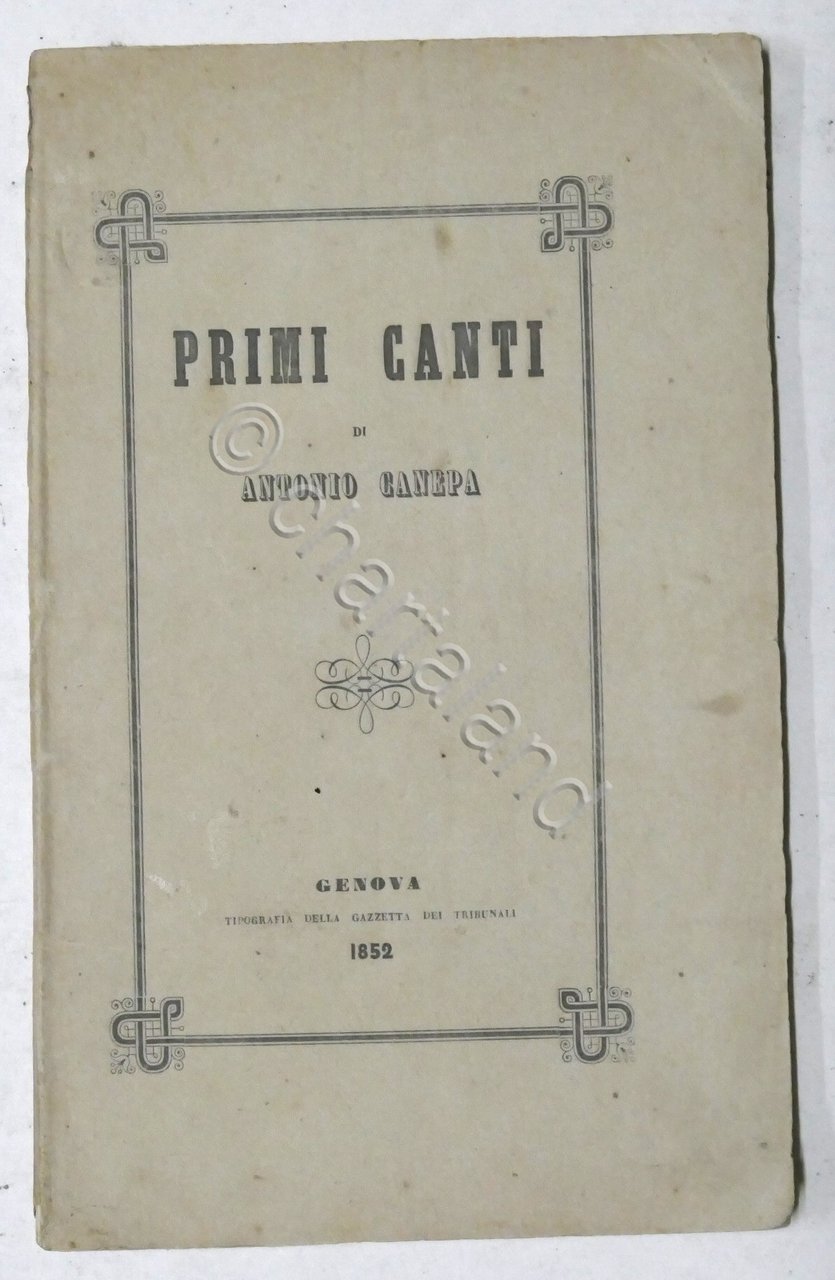 PRIMI CANTI
DI
ANTONIO CANEPA
© chartaland
GENOVA
TIPOGRAFIA DELLA GAZZETTA DEI TRIBUNALI
1852